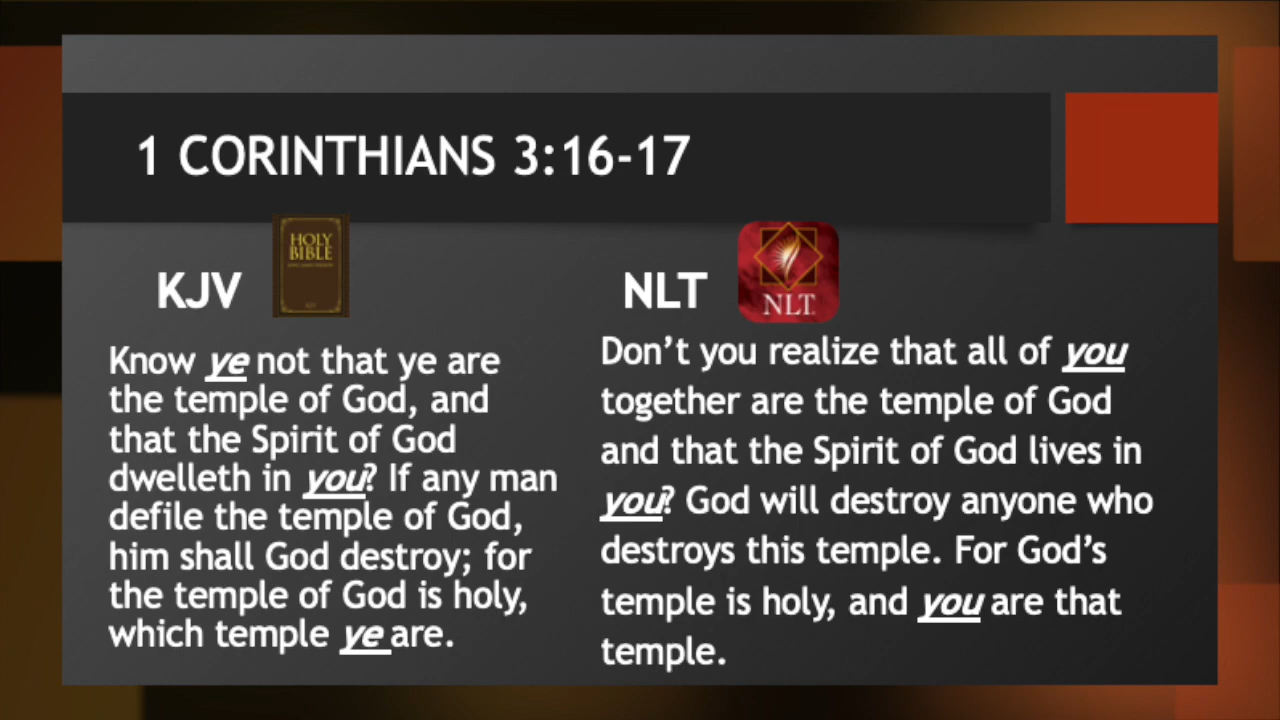 1 CORINTHIANS 3:16-17
KJV
HOLY
BIBLE
Know ye not that ye are
the temple of God, and
that the Spirit of God
dwelleth in you? If any man
defile the temple of God,
him shall God destroy; for
the temple of God is holy,
which temple ye are.
NLT
NLT
Don’t you realize that all of you
together are the temple of God
and that the Spirit of God lives in
you? God will destroy anyone who
destroys this temple. For God’s
temple is holy, and you are that
temple.